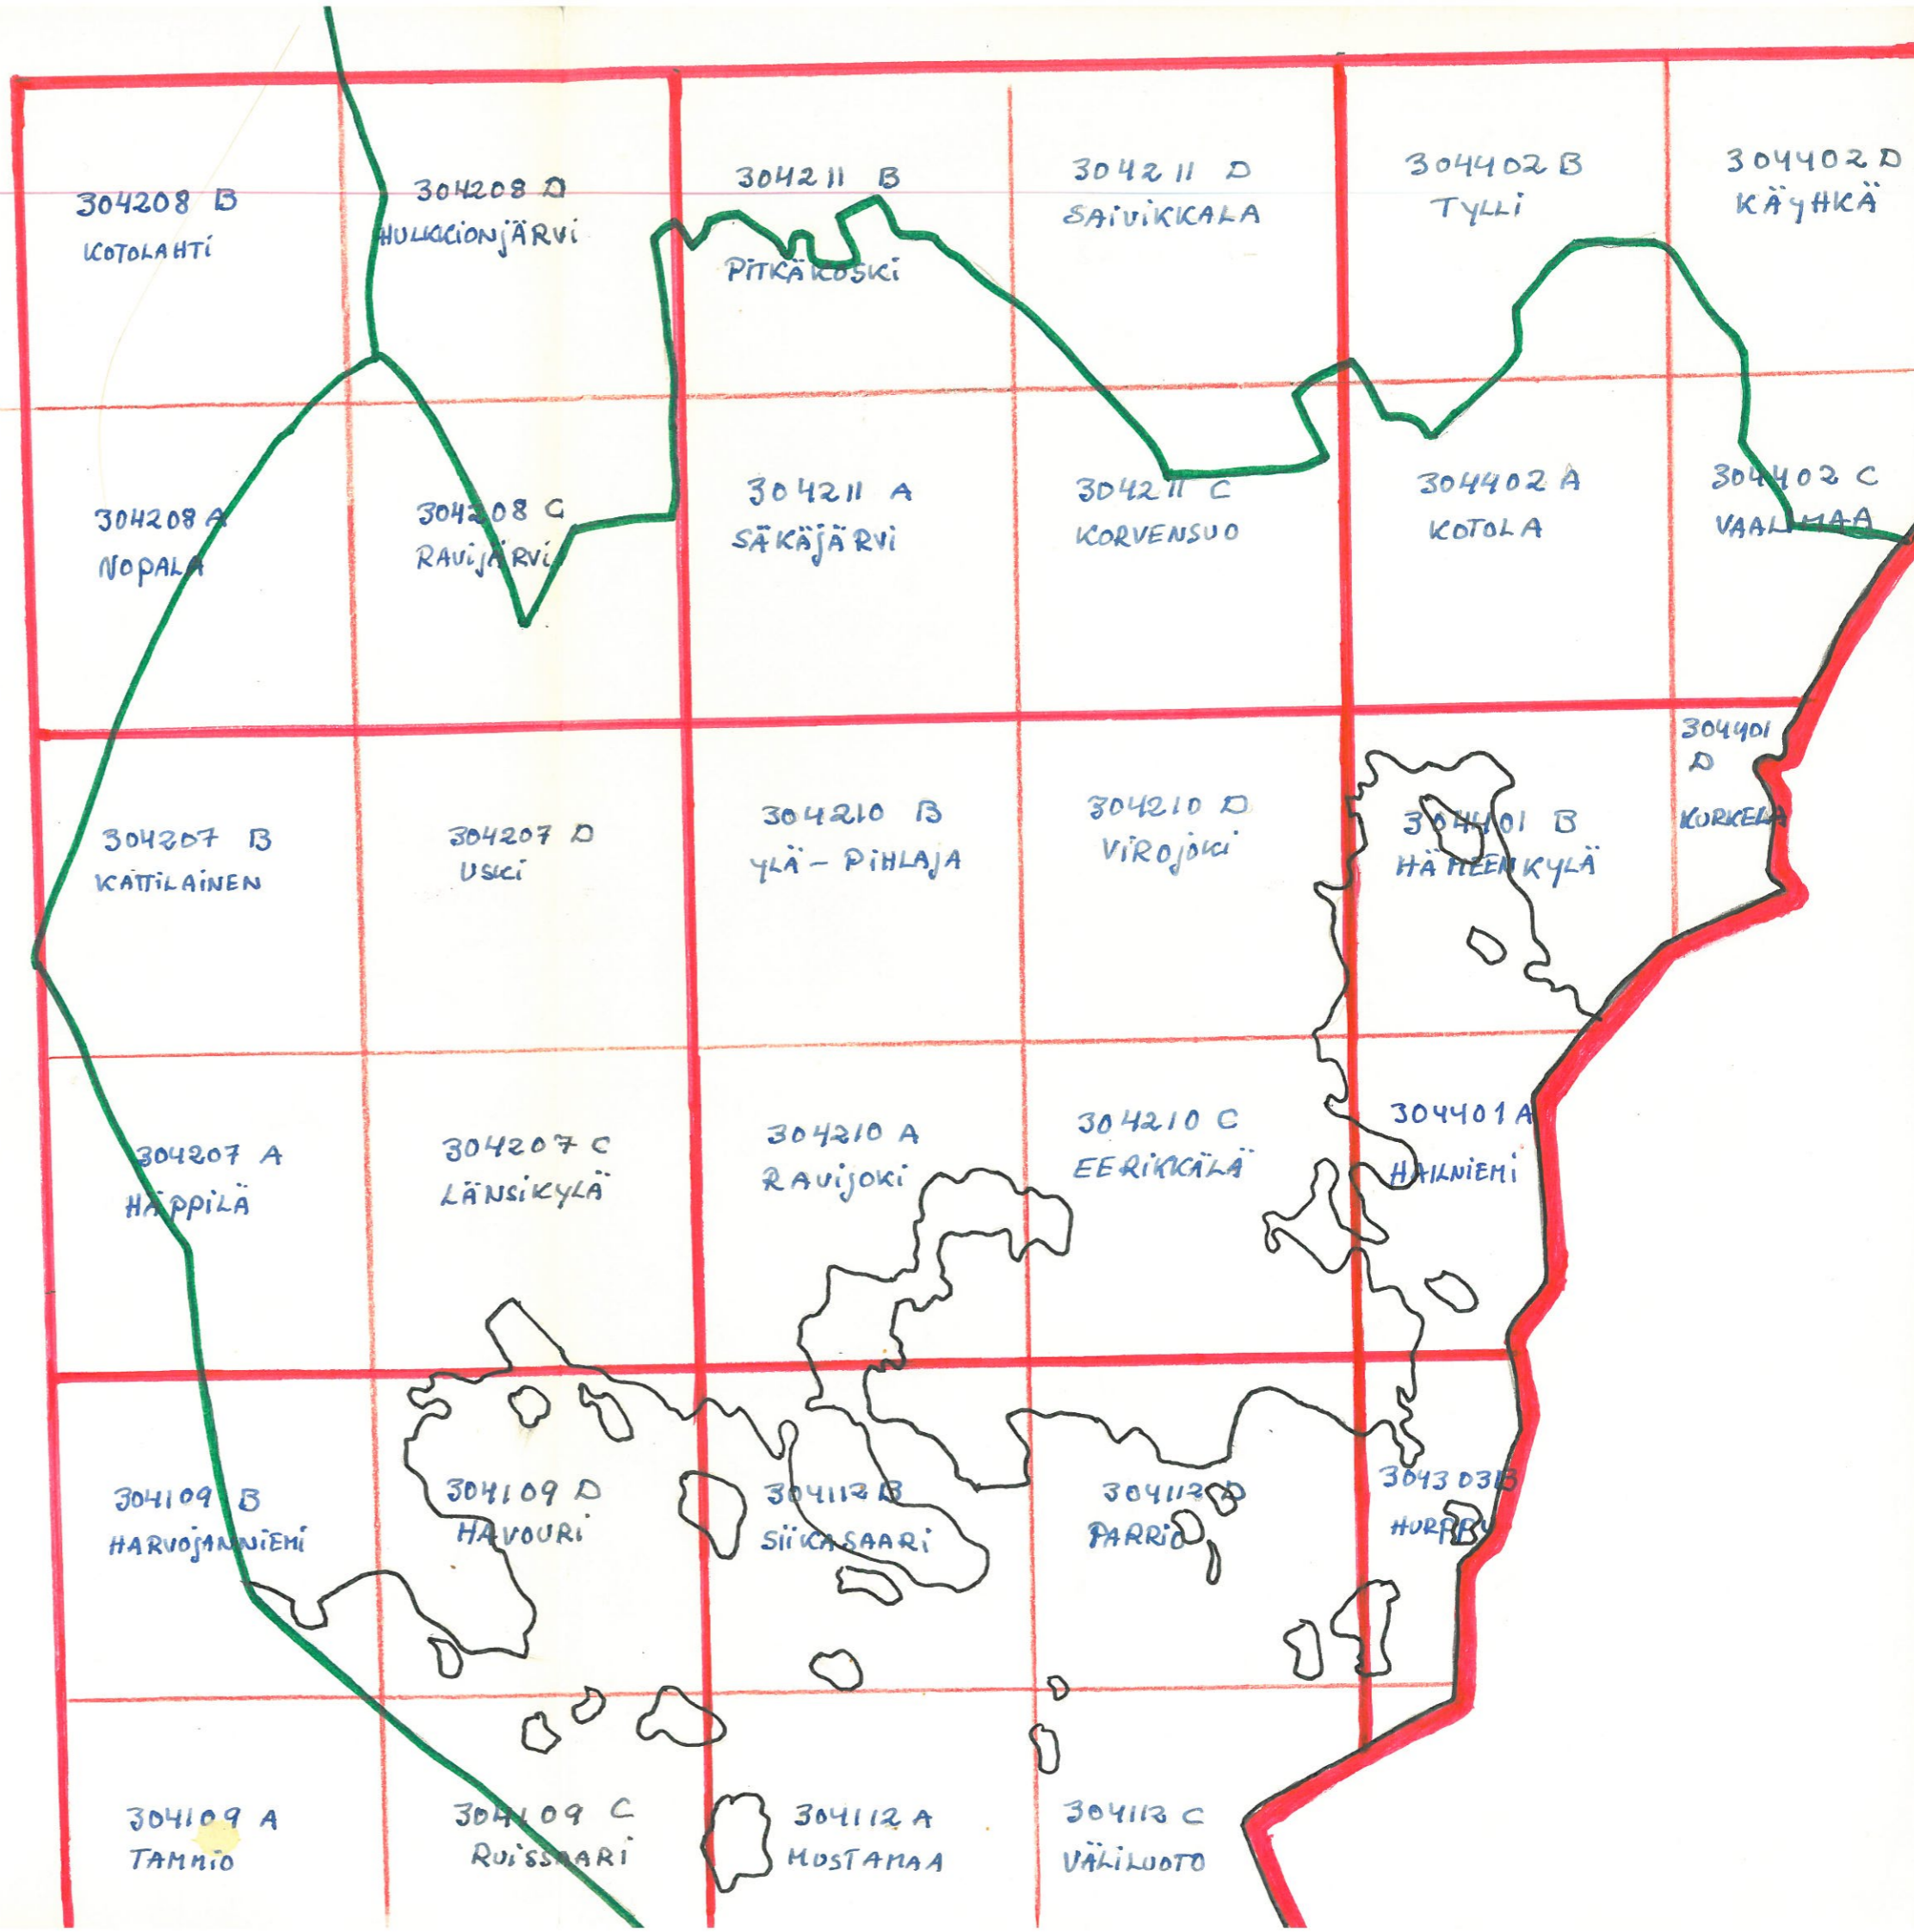 304208 B
KOTOLAHTI
304208 D
HULKKIONJÄRVI
304211 B
PITKÄKOSKI
304211 D
SAIVIKKALA
304402 B
TYLLI
304402 D
KÄYHKÄ
304208 A
NOPALA
304208 C
RAVIJÄRVI
304211 A
SÄKÄJÄRVI
304211 C
KORVENSUO
304402 A
KOTOLA
304402 C
VAALIMAA
304207 B
KATTILAINEN
304207 D
USKI
304210 B
YLÄ - PIHLAJA
304210 D
VIROJOKI
304401 B
HÄMEENKYLÄ
304401
D
KURKELA
304207 A
HÄPPILÄ
304207 C
LÄNSIKYLÄ
304210 A
RAVIJOKI
304210 C
EERIKKÄLÄ
304401 A
HAILNIEMI
304109 B
HARVOJANNIEMI
304109 D
HAVOURI
304112 B
SIIKASAARI
304112 D
PARRIO
304303 B
HURPPU
304109 A
TAMMIO
304109 C
RUISSAARI
304112 A
MUSTAMAA
304112 C
VÄLILUOTO